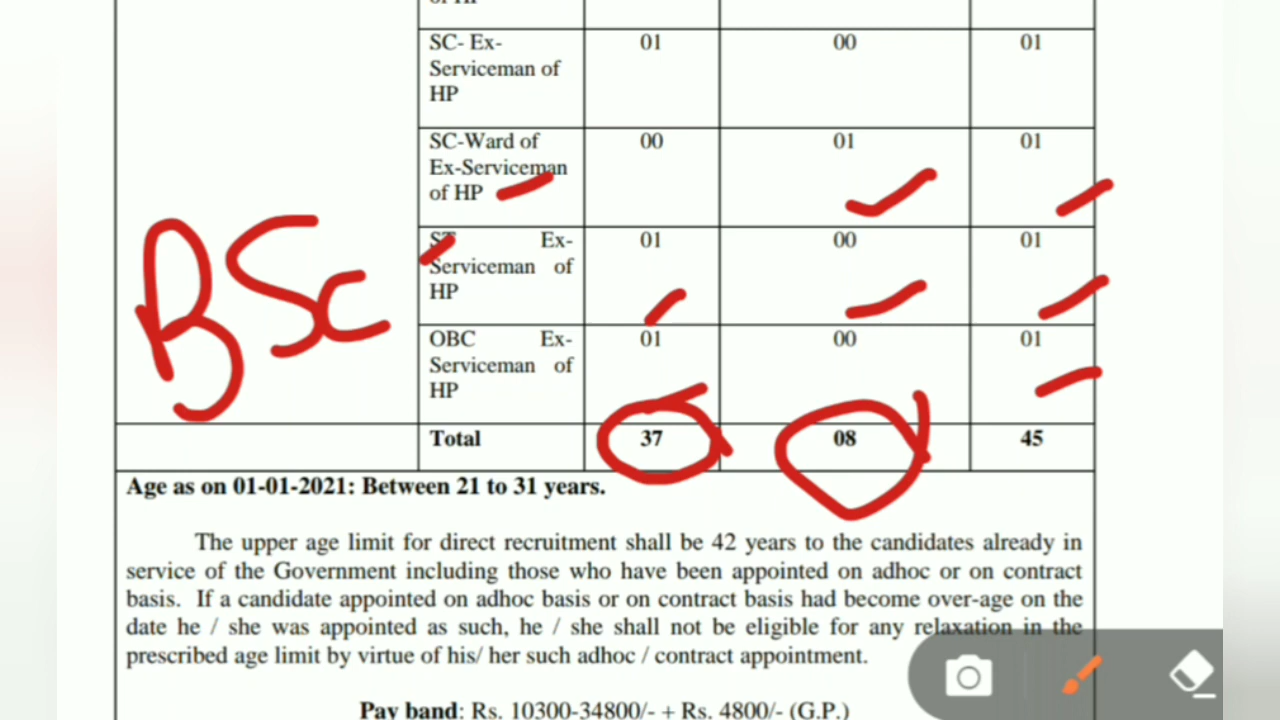 of HP
SC- Ex- 01 00 01
Serviceman of
HP
SC-Ward of 00 01 01
Ex-Serviceman
of HP
ST Ex- 01 00 01
Serviceman of
HP
OBC Ex- 01 00 01
Serviceman of
HP
BSc
Total 37 08 45
Age as on 01-01-2021: Between 21 to 31 years.
The upper age limit for direct recruitment shall be 42 years to the candidates already in
service of the Government including those who have been appointed on adhoc or on contract
basis. If a candidate appointed on adhoc basis or on contract basis had become over-age on the
date he / she was appointed as such, he / she shall not be eligible for any relaxation in the
prescribed age limit by virtue of his/ her such adhoc / contract appointment.
Pay band: Rs. 10300-34800/- + Rs. 4800/- (G.P.)